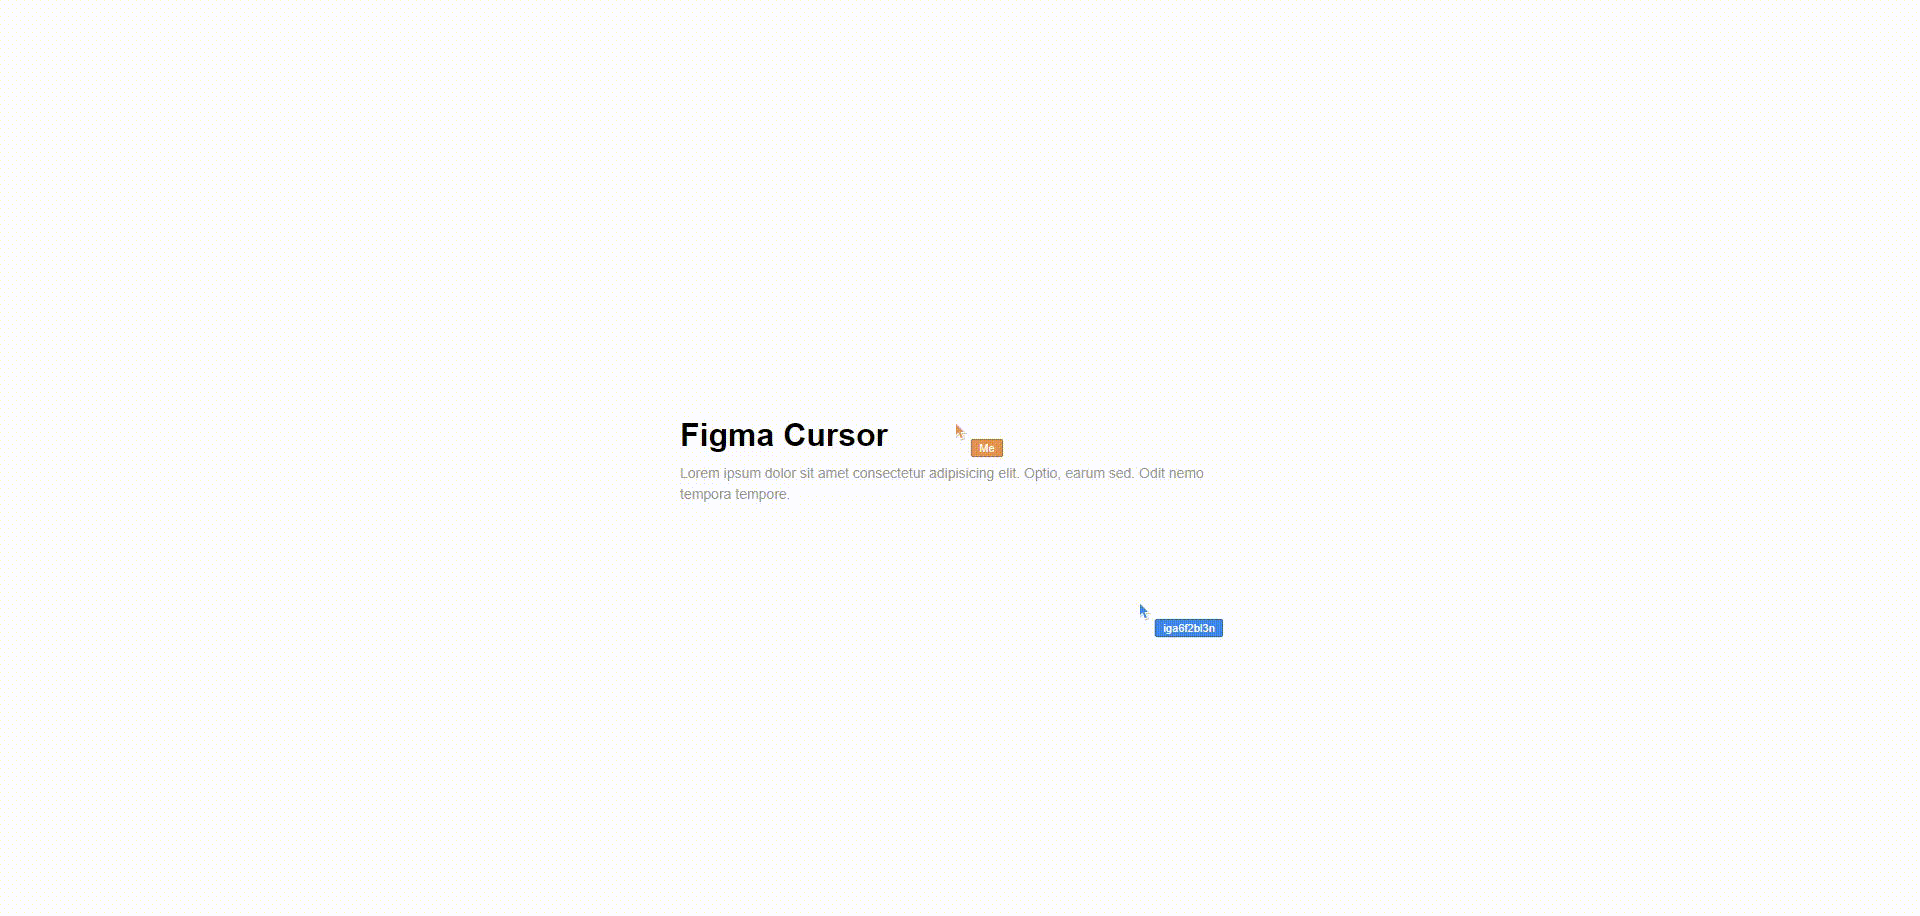 Figma Cursor
Me
Lorem ipsum dolor sit amet consectetur adipisicing elit. Optio, earum sed. Odit nemo
tempora tempore.
iga6f2bl3n